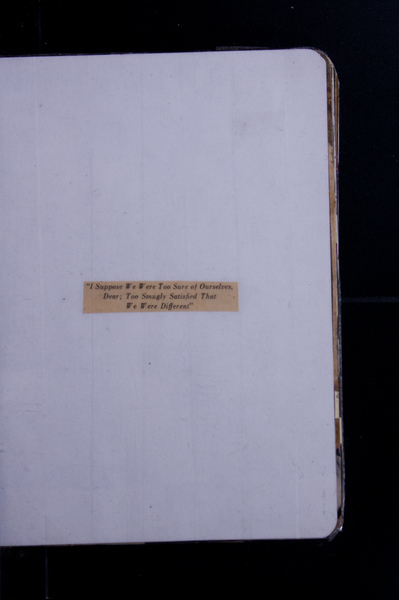 "I Suppose We Were Too Sure of Ourselves,
Dear; Too Smugly Satisfied That
We Were Different"